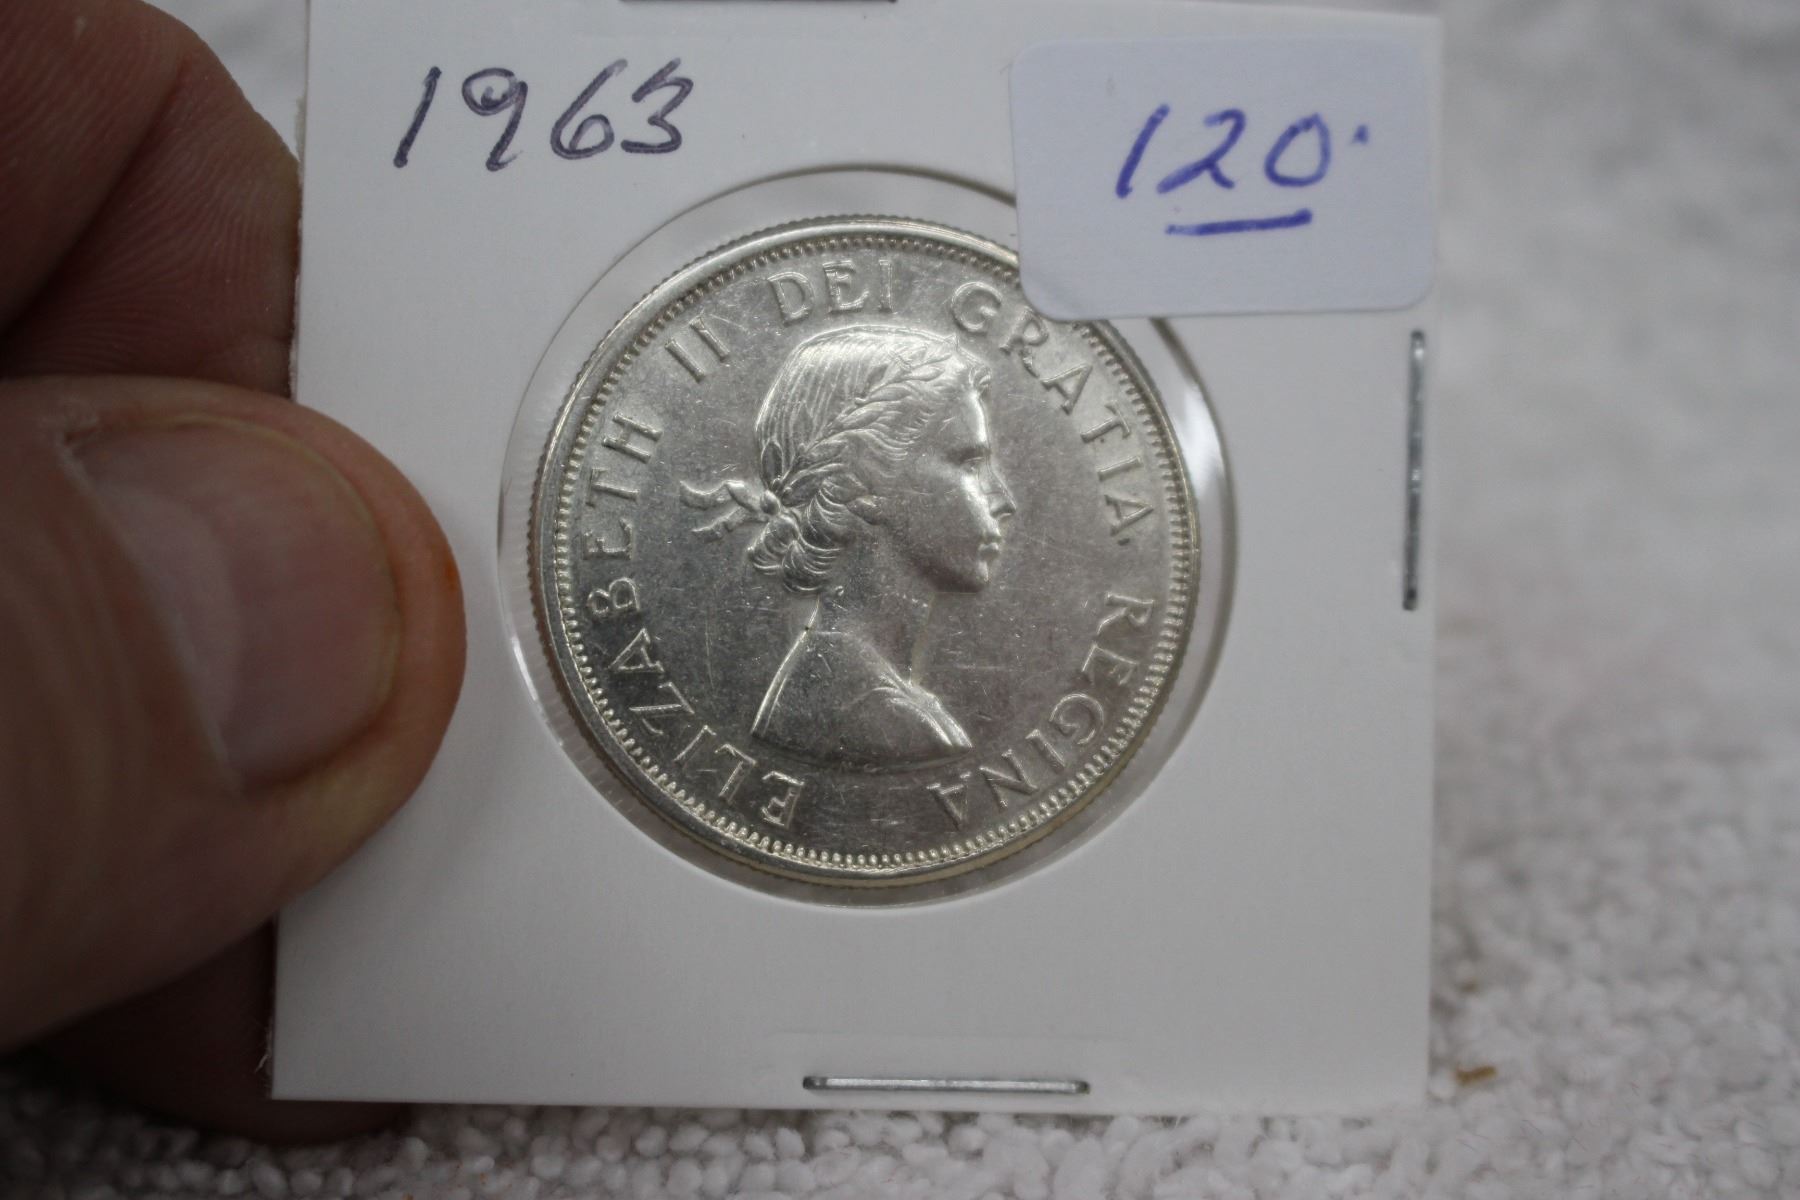 1963
120.
ELIZABETH II DEI GRATIA REGINA